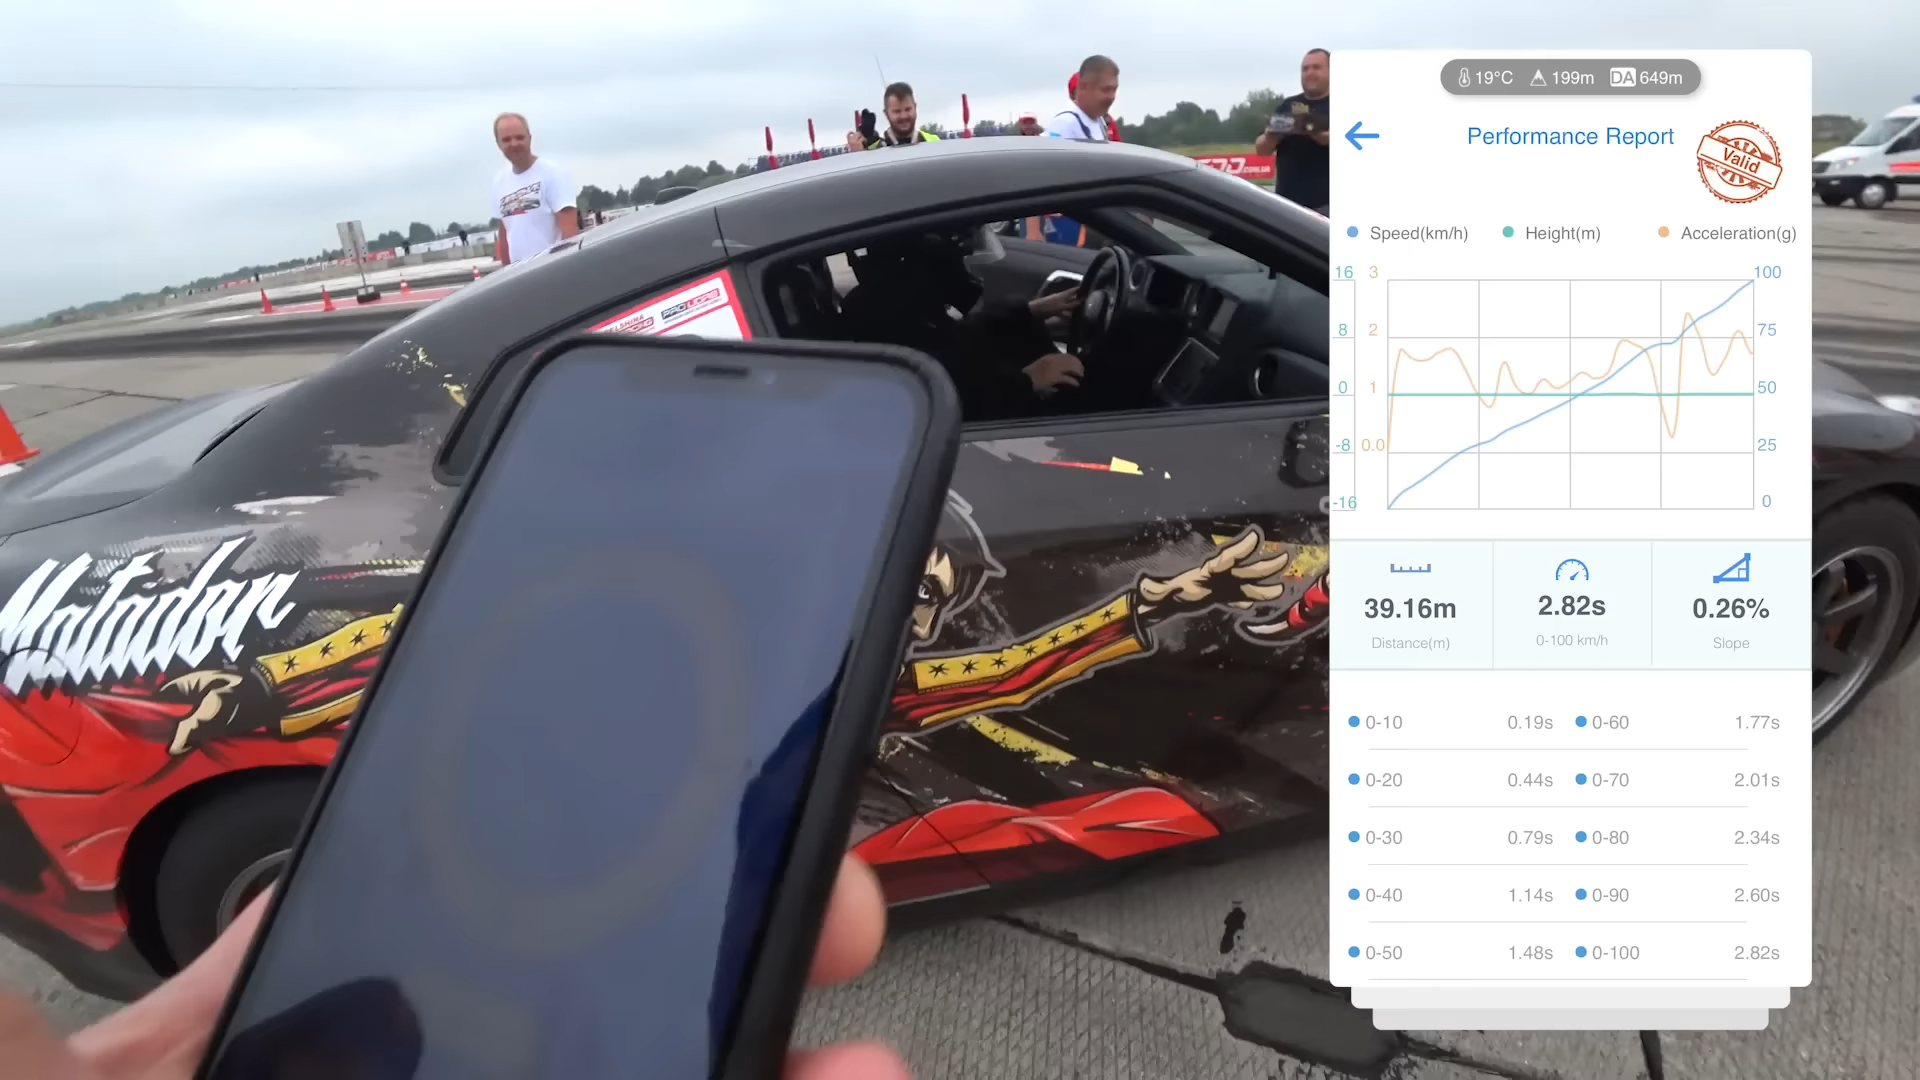 19°C 199m DA 649m
Performance Report
Valid
Speed(km/h) Height(m) Acceleration(g)
16 3 100
8 2 75
0 1 50
-8 0.0 25
-16 0
39.16m 2.82s 0.26%
Distance(m) 0-100 km/h Slope
0-10 0.19s 0-60 1.77s
0-20 0.44s 0-70 2.01s
0-30 0.79s 0-80 2.34s
0-40 1.14s 0-90 2.60s
0-50 1.48s 0-100 2.82s
Matador
.COM.UA